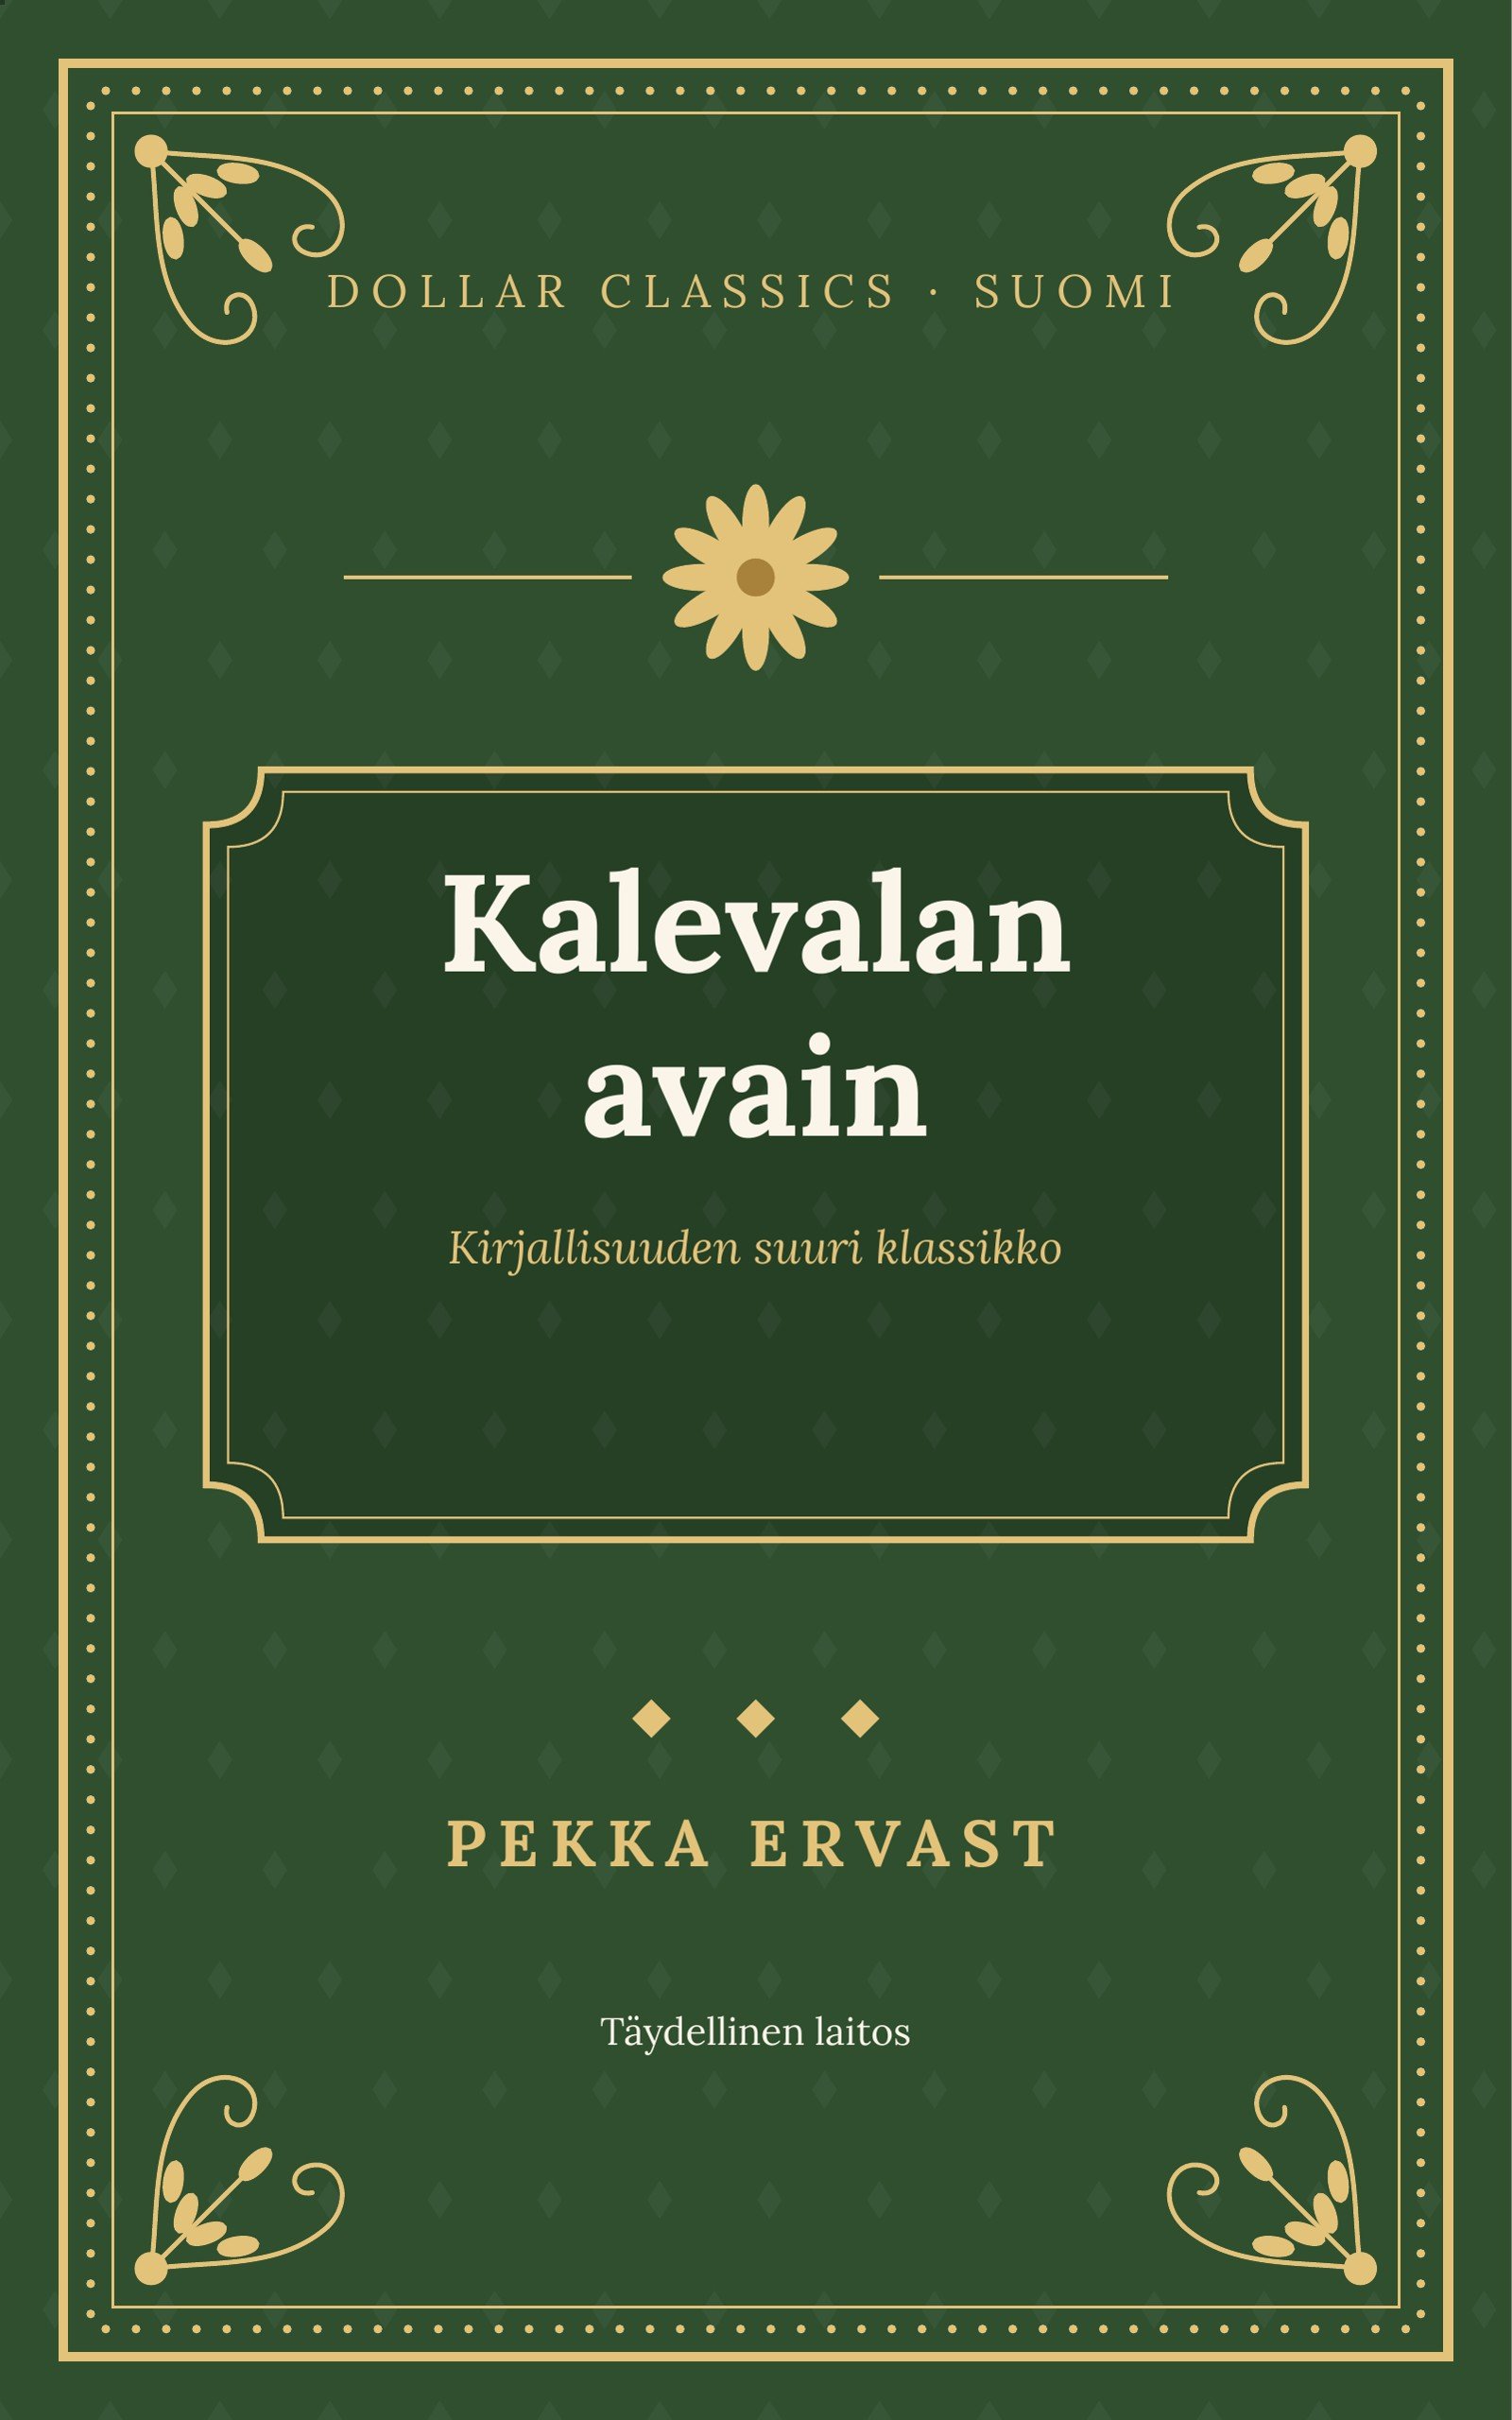 DOLLAR CLASSICS · SUOMI
Kalevalan
avain
Kirjallisuuden suuri klassikko
PEKKA ERVAST
Täydellinen laitos